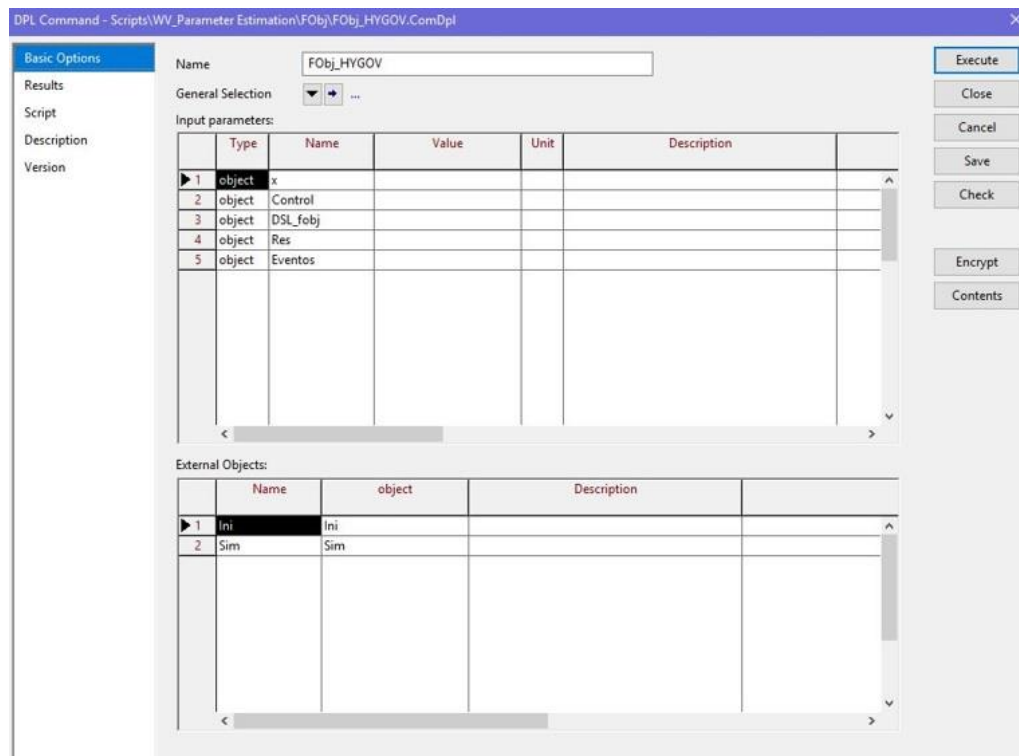 DPL Command - Scripts\WV_Parameter Estimation\FObj\FObj_HYGOV.ComDpl
Basic Options
Results
Script
Description
Version
Name FObj_HYGOV
General Selection ...
Input parameters:
Type Name Value Unit Description
1 object x
2 object Control
3 object DSL_fobj
4 object Res
5 object Eventos
External Objects:
Name object Description
1 Ini Ini
2 Sim Sim
Execute
Close
Cancel
Save
Check
Encrypt
Contents